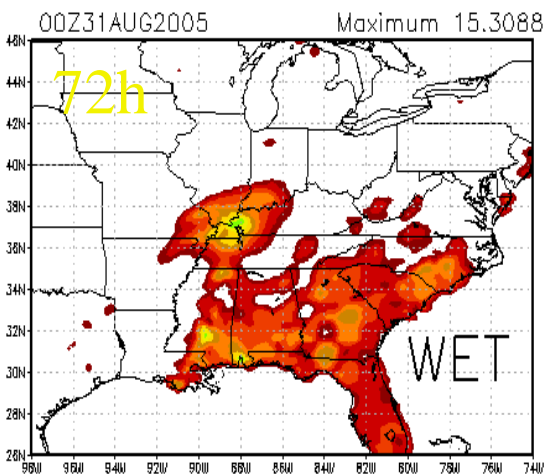 00Z31AUG2005 Maximum 15.3088
46N
44N
72h
42N
40N
38N
36N
34N
32N
WET
30N
28N
26N
98W 96W 94W 92W 90W 88W 86W 84W 82W 80W 78W 76W 74W